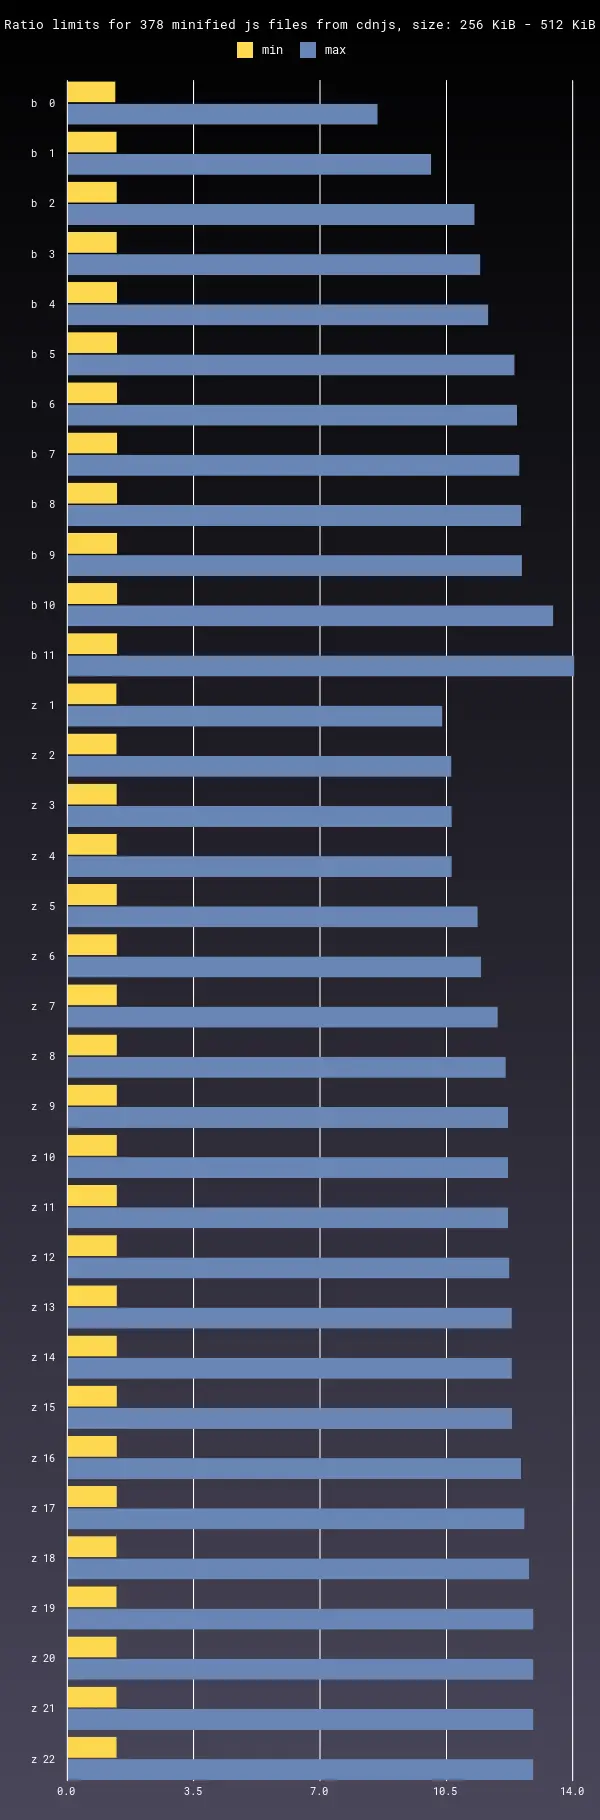 Ratio limits for 378 minified js files from cdnjs, size: 256 KiB - 512 KiB
min max
b 0
b 1
b 2
b 3
b 4
b 5
b 6
b 7
b 8
b 9
b 10
b 11
z 1
z 2
z 3
z 4
z 5
z 6
z 7
z 8
z 9
z 10
z 11
z 12
z 13
z 14
z 15
z 16
z 17
z 18
z 19
z 20
z 21
z 22
0.0 3.5 7.0 10.5 14.0